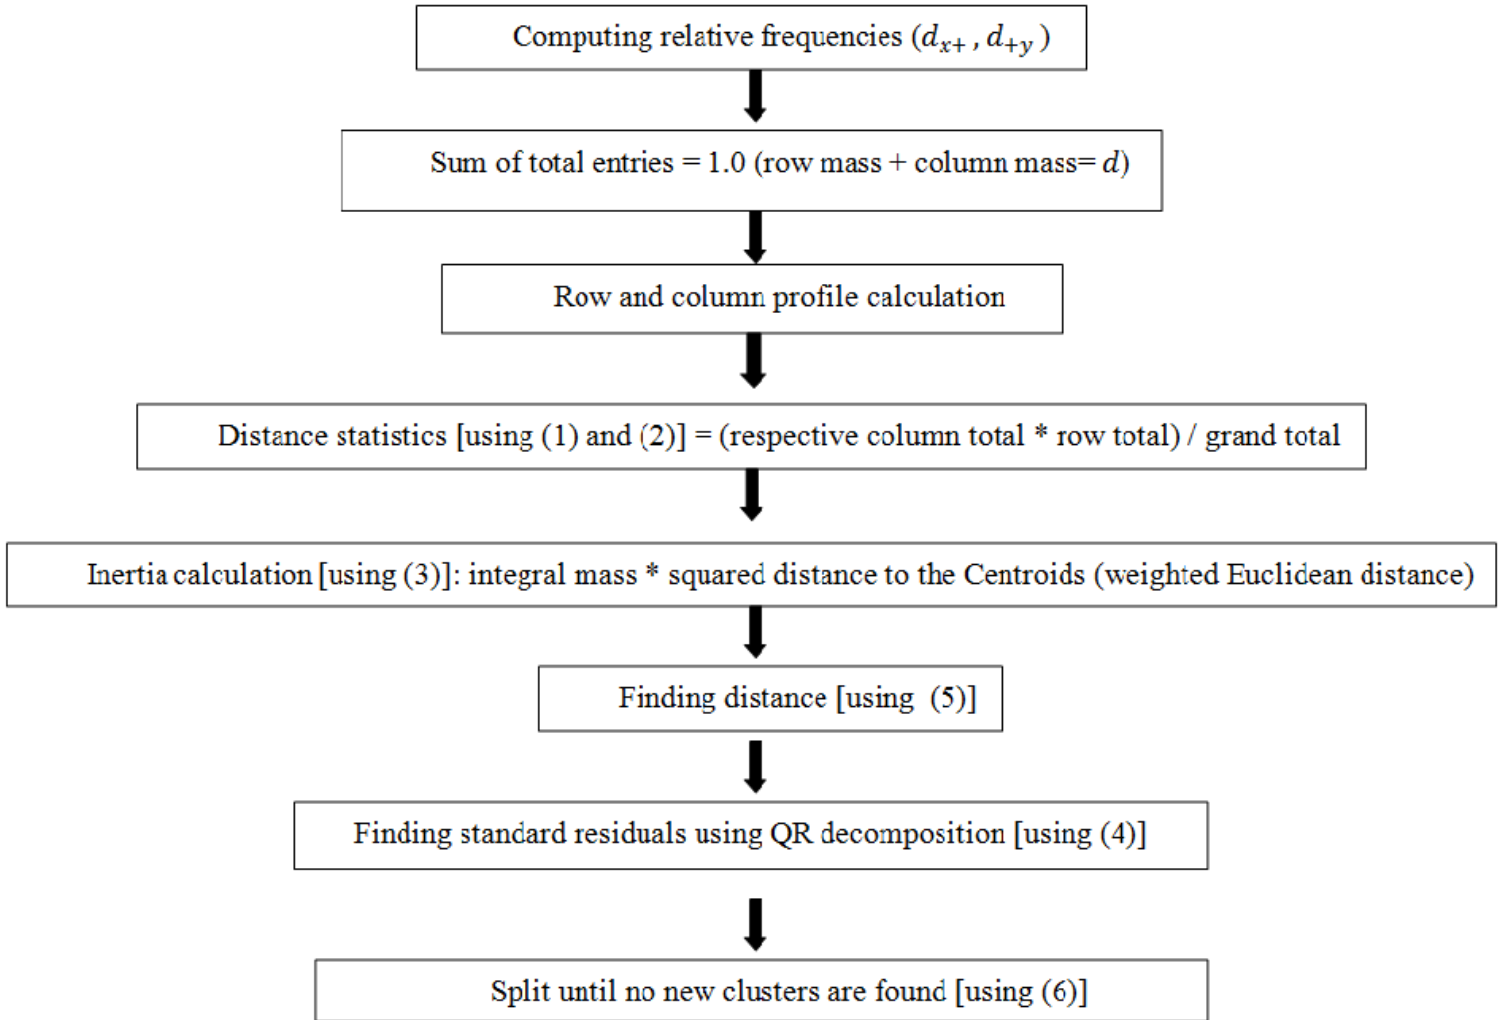 Computing relative frequencies (d_{x+} , d_{+y} )
Sum of total entries = 1.0 (row mass + column mass= d)
Row and column profile calculation
Distance statistics [using (1) and (2)] = (respective column total * row total) / grand total
Inertia calculation [using (3)]: integral mass * squared distance to the Centroids (weighted Euclidean distance)
Finding distance [using (5)]
Finding standard residuals using QR decomposition [using (4)]
Split until no new clusters are found [using (6)]